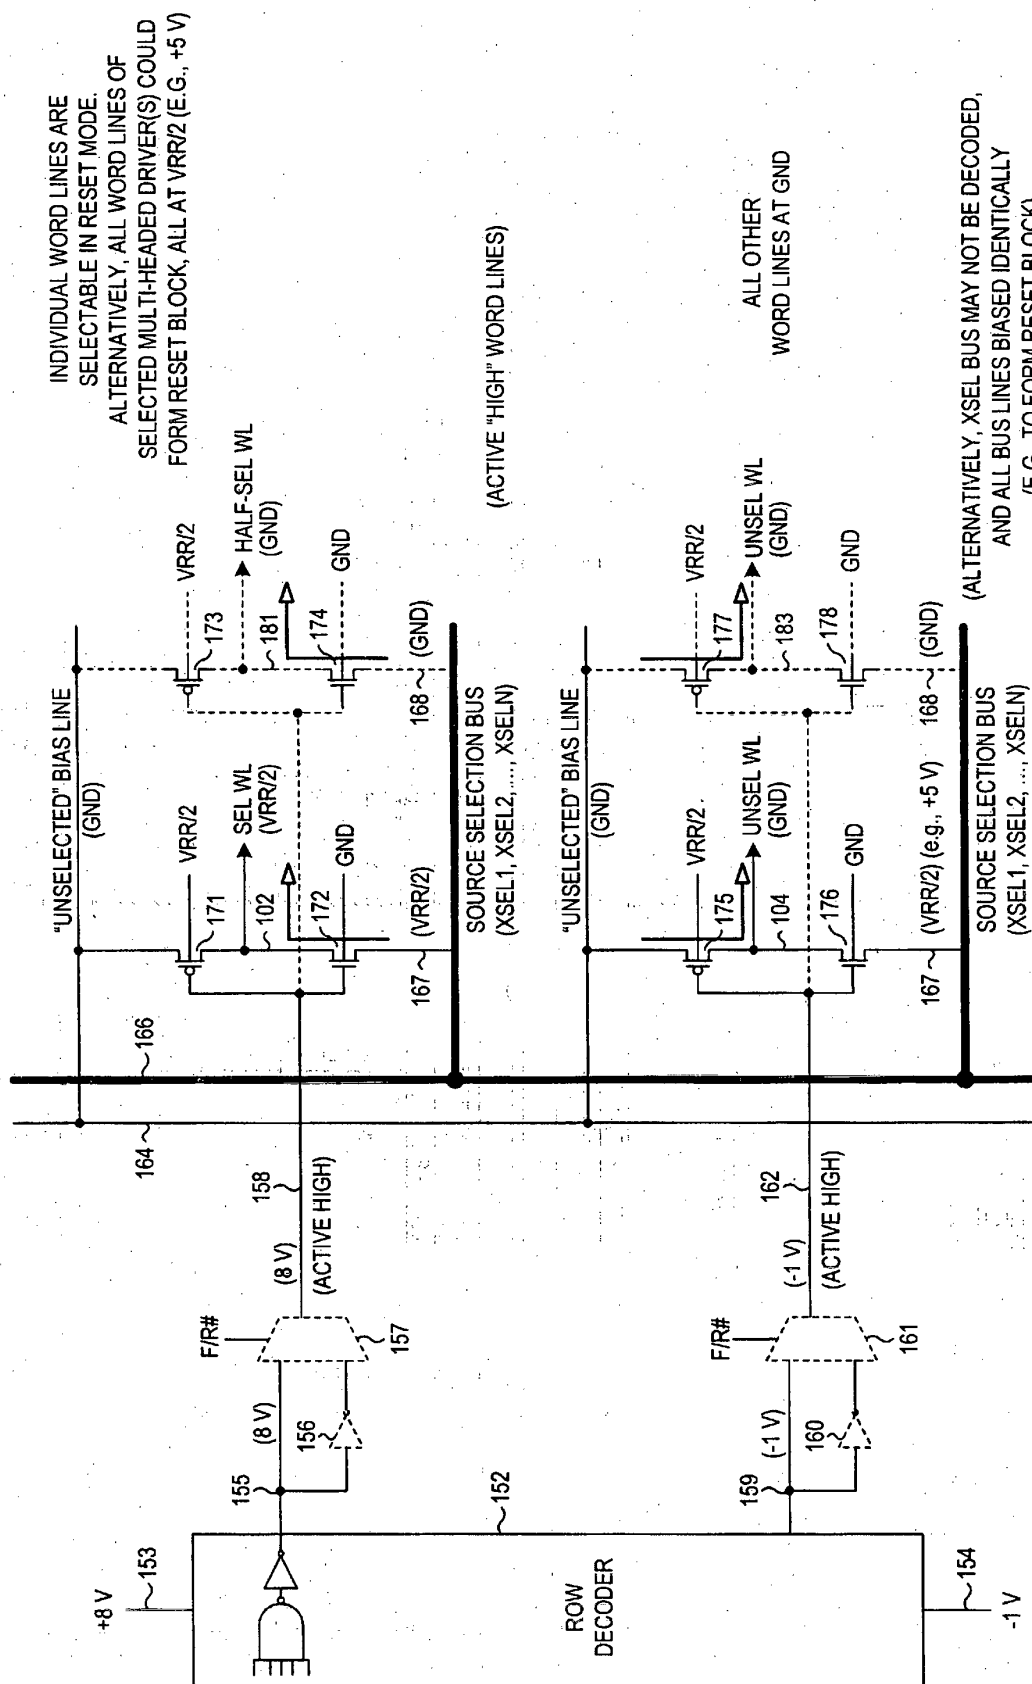 INDIVIDUAL WORD LINES ARE
SELECTABLE IN RESET MODE.
ALTERNATIVELY, ALL WORD LINES OF
SELECTED MULTI-HEADED DRIVER(S) COULD
FORM RESET BLOCK, ALL AT VRR/2 (E.G., +5 V)
"UNSELECTED" BIAS LINE
(GND)
VRR/2
171
SEL WL
(VRR/2)
102
172
GND
167
(VRR/2)
VRR/2
173
HALF-SEL WL
(GND)
181
174
GND
168
(GND)
SOURCE SELECTION BUS
(XSEL1, XSEL2,...., XSELN)
(ACTIVE "HIGH" WORD LINES)
"UNSELECTED" BIAS LINE
(GND)
VRR/2
175
UNSEL WL
(GND)
104
176
GND
167
(VRR/2) (e.g., +5 V)
VRR/2
177
UNSEL WL
(GND)
183
178
GND
168
(GND)
SOURCE SELECTION BUS
(XSEL1, XSEL2, ..., XSELN)
ALL OTHER
WORD LINES AT GND
(ALTERNATIVELY, XSEL BUS MAY NOT BE DECODED,
AND ALL BUS LINES BIASED IDENTICALLY
(E.G., TO FORM RESET BLOCK)
166
164
158
(8 V)
(ACTIVE HIGH)
F/R#
157
(8 V)
156
155
162
(-1 V)
(ACTIVE HIGH)
F/R#
161
(-1 V)
160
159
152
+8 V
153
ROW
DECODER
154
-1 V